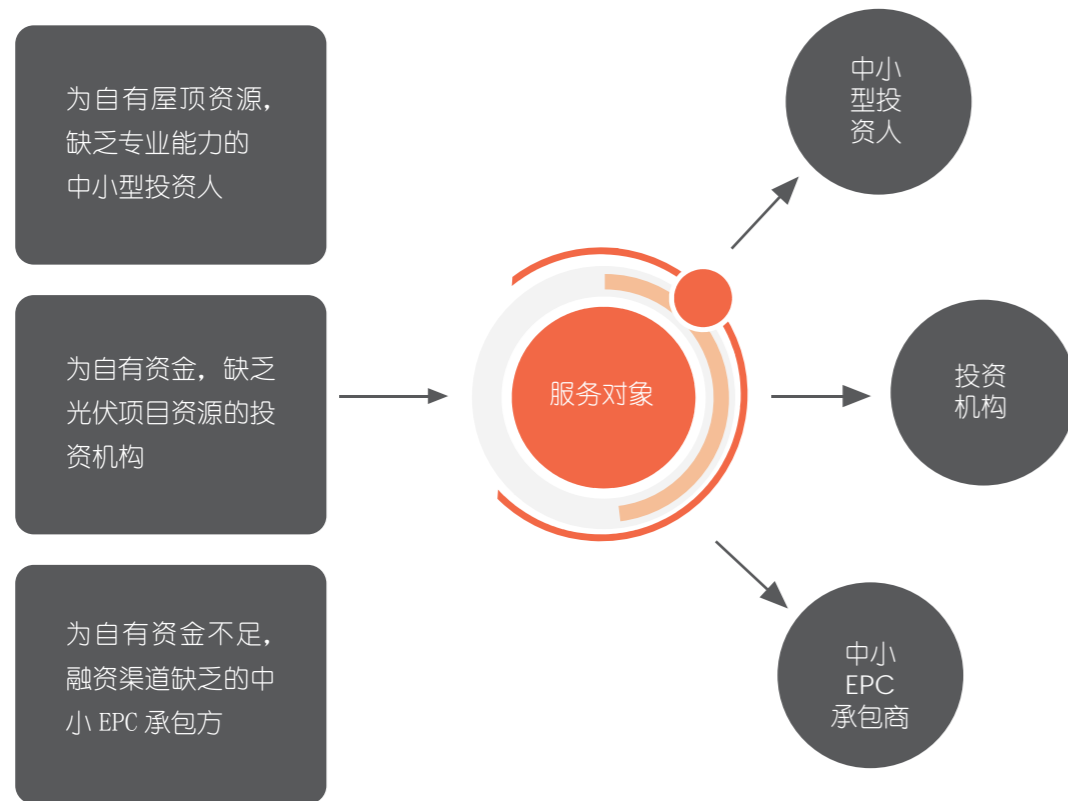 为自有屋顶资源，
缺乏专业能力的
中小型投资人
为自有资金，缺乏
光伏项目资源的投
资机构
为自有资金不足，
融资渠道缺乏的中
小 EPC 承包方
服务对象
中小
型投
资人
投资
机构
中小
EPC
承包商